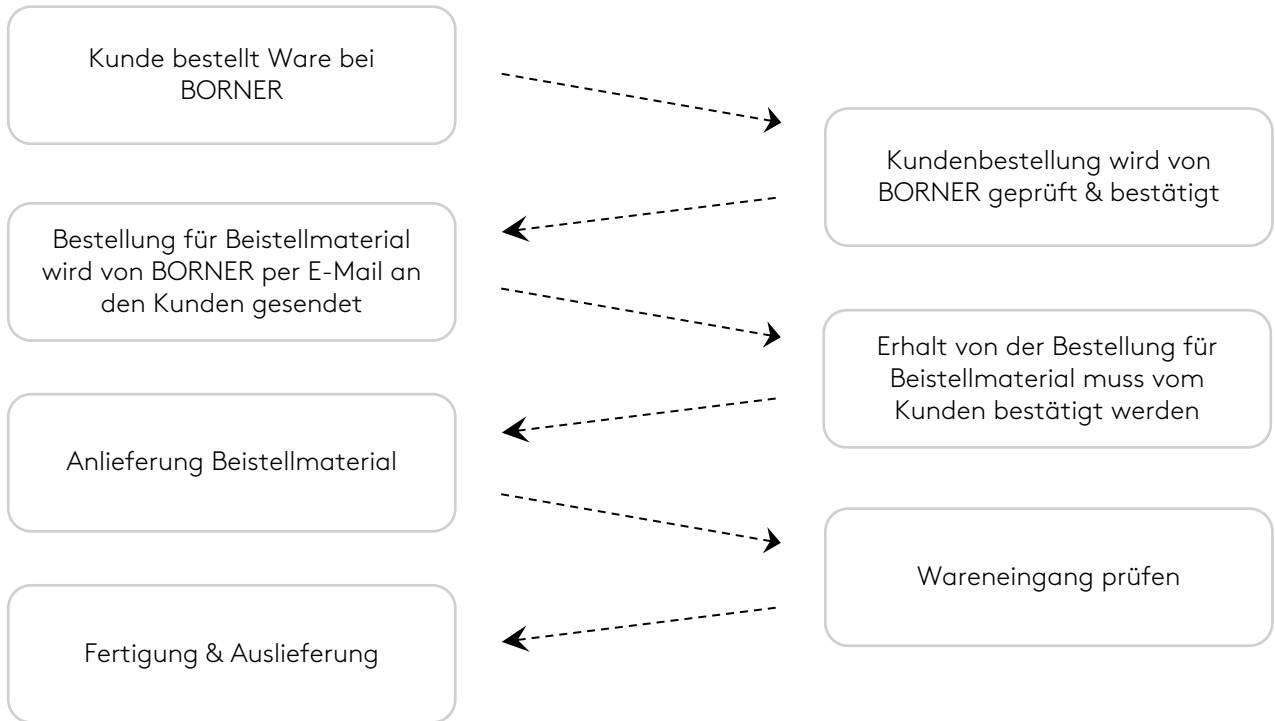 Kunde bestellt Ware bei
BORNER
Kundenbestellung wird von
BORNER geprüft & bestätigt
Bestellung für Beistellmaterial
wird von BORNER per E-Mail an
den Kunden gesendet
Erhalt von der Bestellung für
Beistellmaterial muss vom
Kunden bestätigt werden
Anlieferung Beistellmaterial
Wareneingang prüfen
Fertigung & Auslieferung